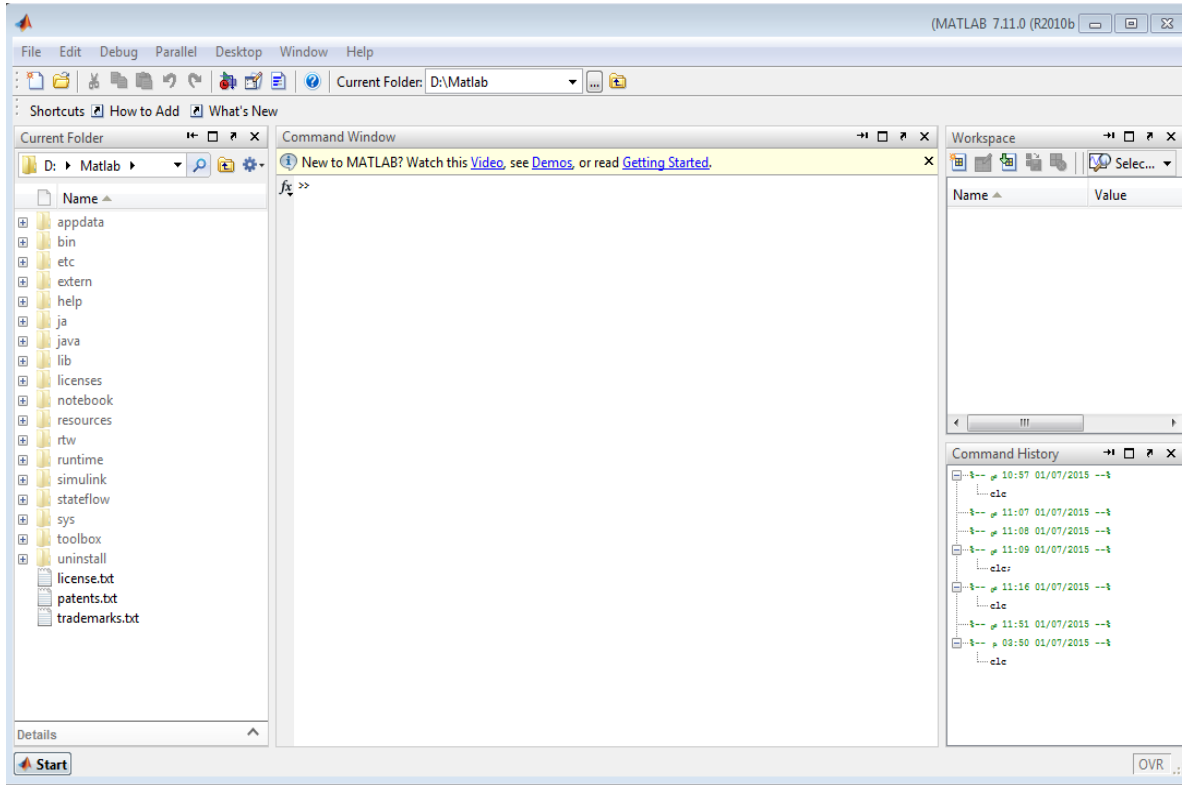 (MATLAB 7.11.0 (R2010b
File Edit Debug Parallel Desktop Window Help
Current Folder: D:\Matlab
Shortcuts How to Add What's New
Current Folder
D: Matlab
Name
appdata
bin
etc
extern
help
ja
java
lib
licenses
notebook
resources
rtw
runtime
simulink
stateflow
sys
toolbox
uninstall
license.txt
patents.txt
trademarks.txt
Details
Command Window
New to MATLAB? Watch this Video, see Demos, or read Getting Started.
fx >>
Workspace
Selec...
Name Value
Command History
%-- ص 10:57 01/07/2015 --%
clc
%-- ص 11:07 01/07/2015 --%
%-- ص 11:08 01/07/2015 --%
%-- ص 11:09 01/07/2015 --%
clc;
%-- ص 11:16 01/07/2015 --%
clc
%-- ص 11:51 01/07/2015 --%
%-- م 03:50 01/07/2015 --%
clc
Start
OVR